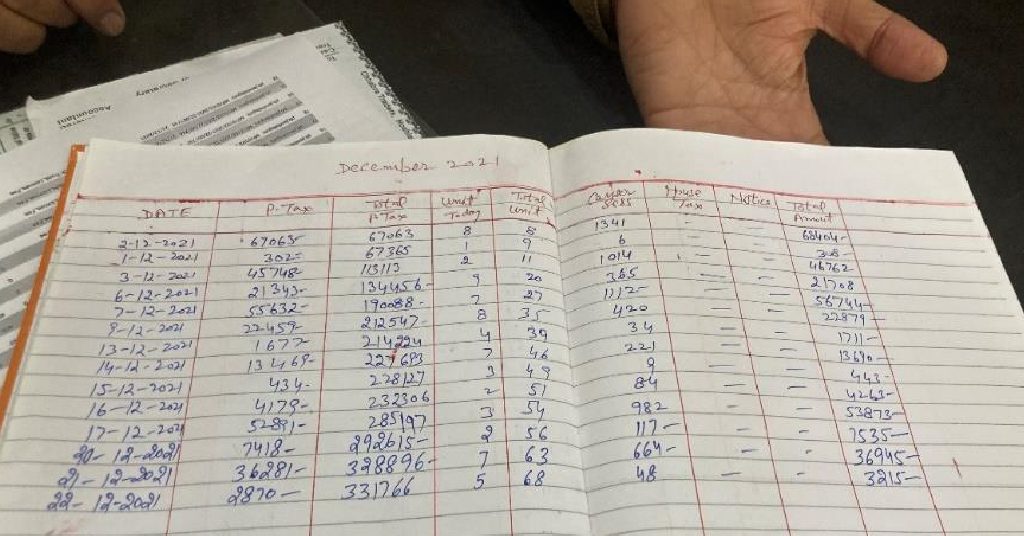 Accountant
December 2021
DATE P-Tax Total P-Tax Unit Today Total Unit Cancer Cess House Tax Notice Total Amount
2-12-2021 67063- 67063 8 8 1341 — — 68404-
1-12-2021 302= 67365 1 9 6 — — 308-
3-12-2021 45748- 113113 2 11 1014 — — 46762-
6-12-2021 21343- 134456- 9 20 365 — — 21708
7-12-2021 55632- 190088- 7 27 1112- — — 56744-
9-12-2021 22459- 212547- 8 35 420 — — 22879-
13-12-2021 1677- 214224 4 39 34 — — 1711-
14-12-2021 13469- 227693 7 46 221 — — 13690-
15-12-2021 434- 228127 3 49 9 — — 443-
16-12-2021 4179- 232306 2 51 84 — — 4263-
17-12-2021 52891- 285197 3 54 982 — — 53873-
20-12-2021 7418- 292615- 2 56 117- — — 7535-
21-12-2021 36281- 328896- 7 63 664- — — 36945-
22-12-2021 2870- 331766 5 68 48 — — 3215-